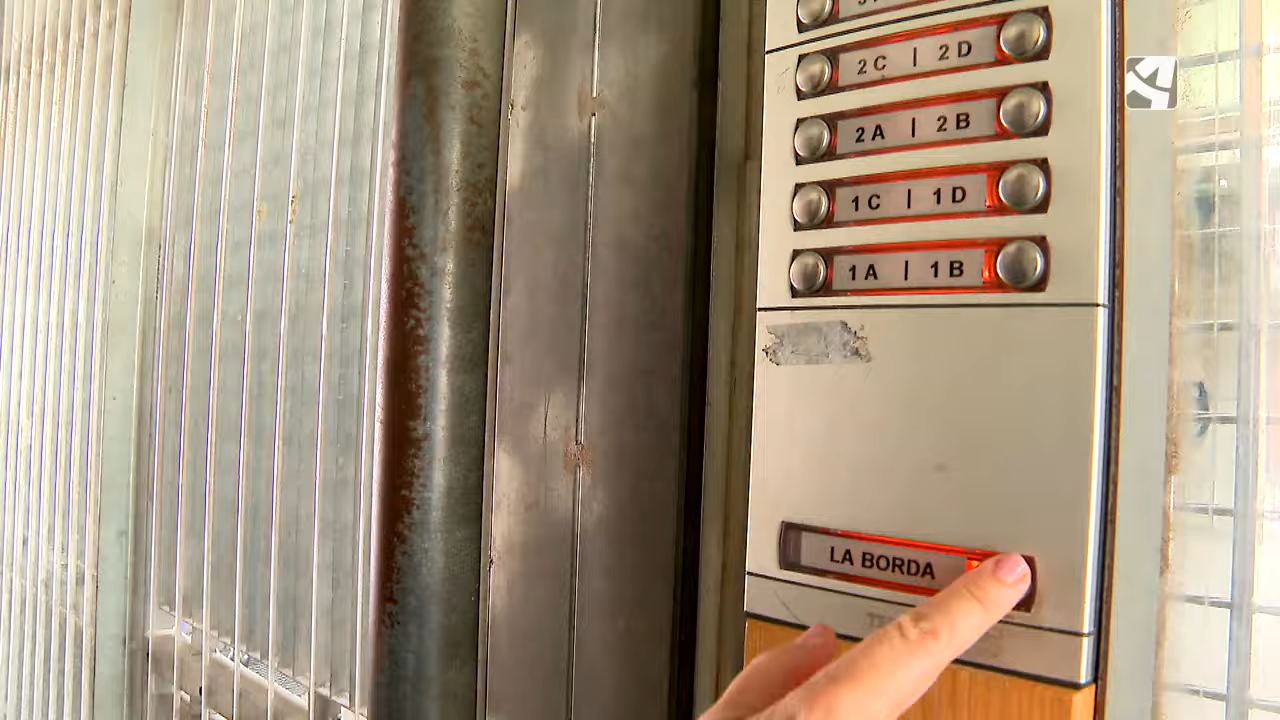 2C | 2D
2A | 2B
1C | 1D
1A | 1B
LA BORDA